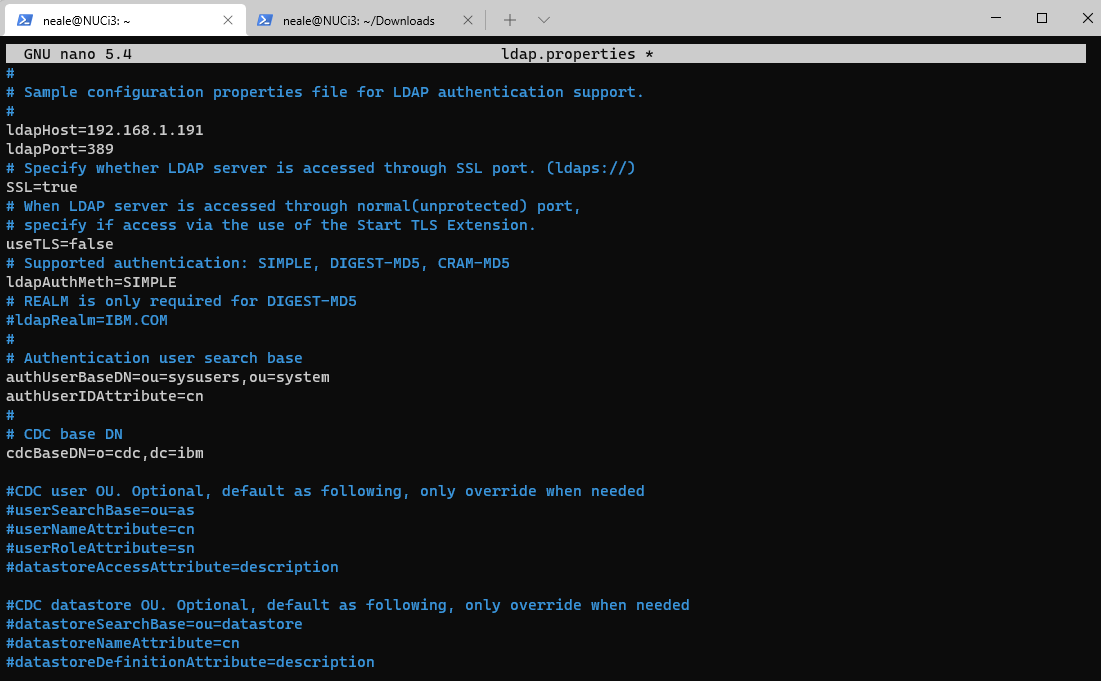 neale@NUCi3: ~
neale@NUCi3: ~/Downloads
GNU nano 5.4 ldap.properties *
#
# Sample configuration properties file for LDAP authentication support.
#
ldapHost=192.168.1.191
ldapPort=389
# Specify whether LDAP server is accessed through SSL port. (ldaps://)
SSL=true
# When LDAP server is accessed through normal(unprotected) port,
# specify if access via the use of the Start TLS Extension.
useTLS=false
# Supported authentication: SIMPLE, DIGEST-MD5, CRAM-MD5
ldapAuthMeth=SIMPLE
# REALM is only required for DIGEST-MD5
#ldapRealm=IBM.COM
#
# Authentication user search base
authUserBaseDN=ou=sysusers,ou=system
authUserIDAttribute=cn
#
# CDC base DN
cdcBaseDN=o=cdc,dc=ibm
#CDC user OU. Optional, default as following, only override when needed
#userSearchBase=ou=as
#userNameAttribute=cn
#userRoleAttribute=sn
#datastoreAccessAttribute=description
#CDC datastore OU. Optional, default as following, only override when needed
#datastoreSearchBase=ou=datastore
#datastoreNameAttribute=cn
#datastoreDefinitionAttribute=description